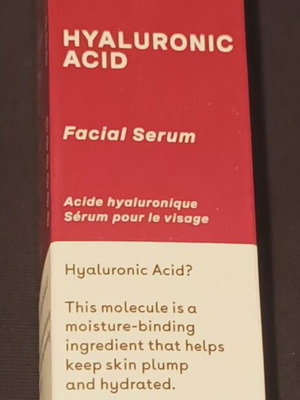 HYALURONIC
ACID
Facial Serum
Acide hyaluronique
Sérum pour le visage
Hyaluronic Acid?
This molecule is a
moisture-binding
ingredient that helps
keep skin plump
and hydrated.